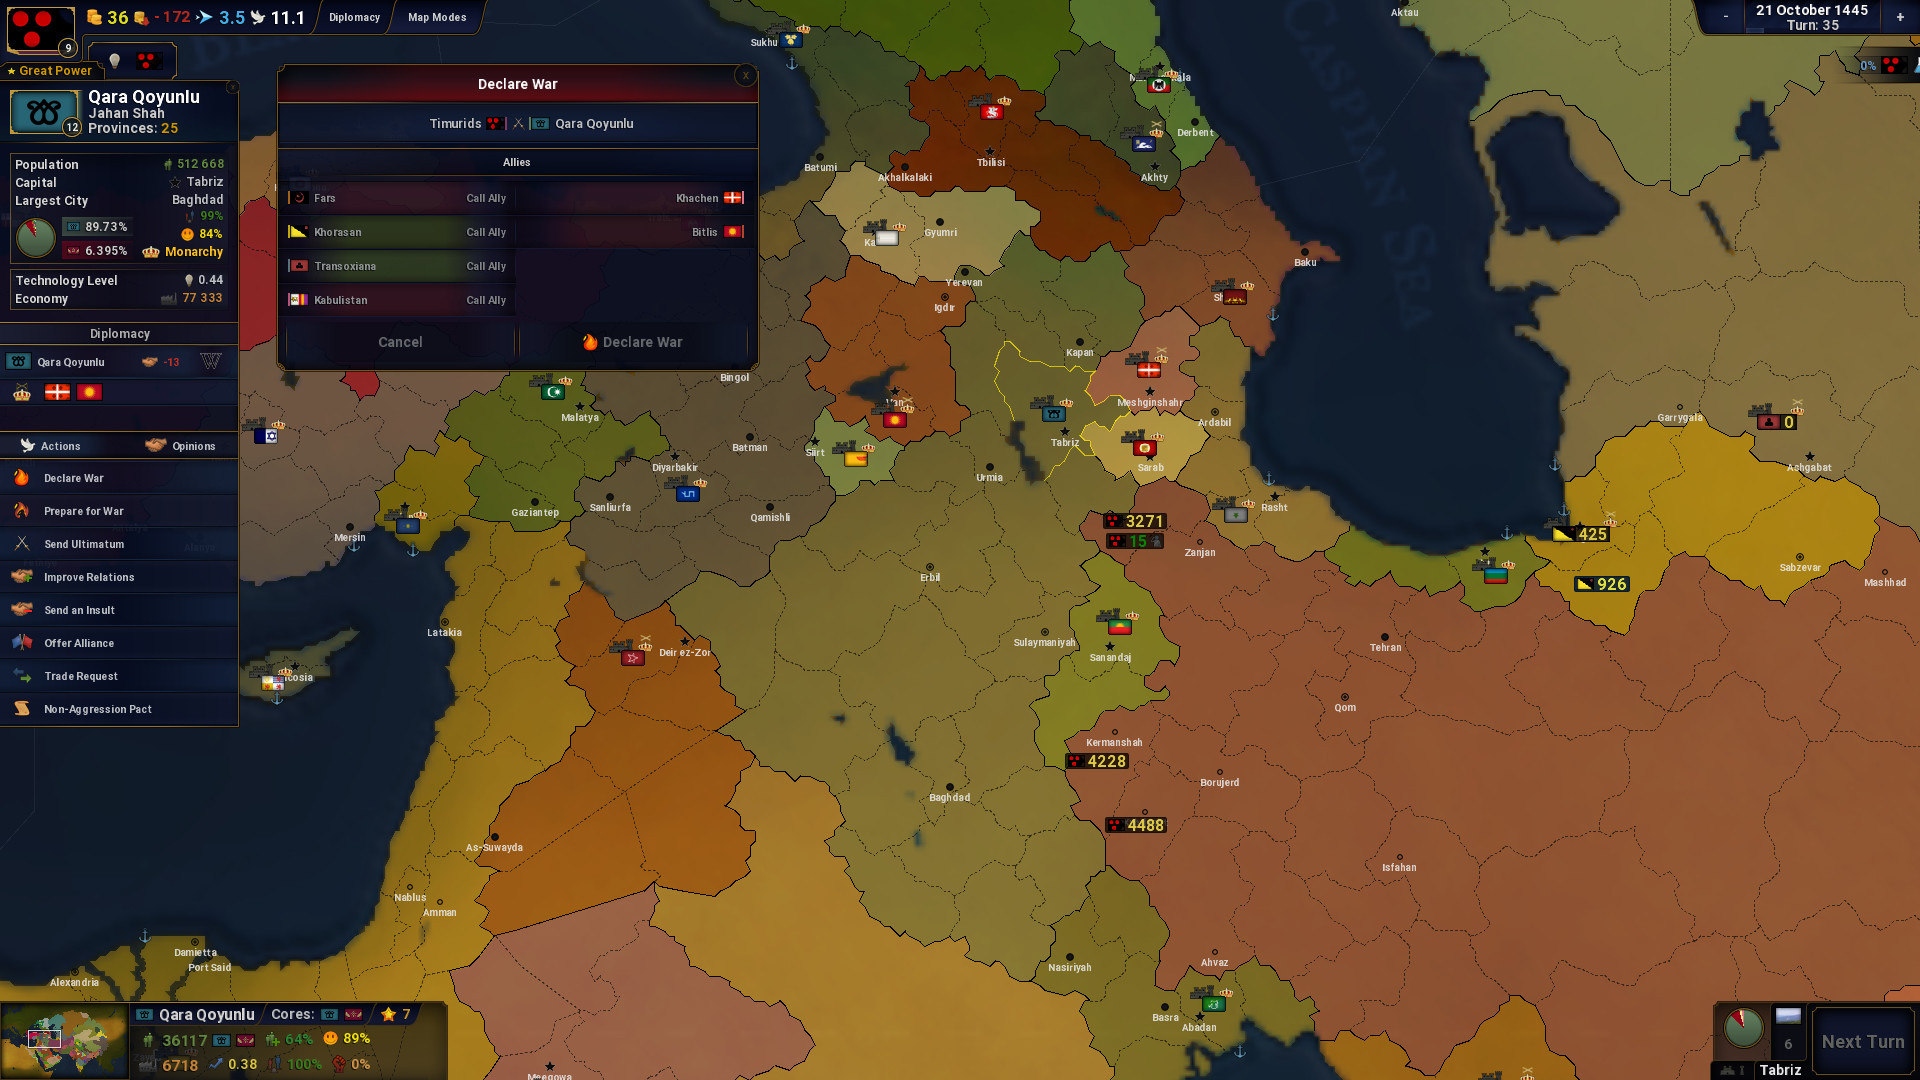 36 -172 3.5 11.1 Diplomacy Map Modes
21 October 1445
Turn: 35
- +
9
Great Power
0%
Qara Qoyunlu
Jahan Shah
Provinces: 25
12
Population 512 668
Capital Tabriz
Largest City Baghdad
99%
89.73% 84%
6.395% Monarchy
Technology Level 0.44
Economy 77 333
Diplomacy
Qara Qoyunlu -13
Actions Opinions
Declare War
Prepare for War
Send Ultimatum
Improve Relations
Send an Insult
Offer Alliance
Trade Request
Non-Aggression Pact
Declare War
x
Timurids Qara Qoyunlu
Allies
Fars Call Ally Khachen
Khorasan Call Ally Bitlis
Transoxiana Call Ally
Kabulistan Call Ally
Cancel Declare War
CASPIAN SEA
Aktau
Sukhu
Derbent
Tbilisi
Batumi
Akhalkalaki
Akhty
Gyumri
Baku
Yerevan
Igdir
Kapan
Bingol
Meshginshahr
Malatya
Ardabil
Garrygala
0
Batman
Siirt
Tabriz
Diyarbakir
Sarab
Ashgabat
Urmia
Gaziantep
Sanliurfa
Qamishli
Rasht
3271
15
Zanjan
425
Mersin
Sabzevar
Mashhad
926
Erbil
Latakia
Sulaymaniyah
Sanandaj
Tehran
Deir ez-Zor
cosia
Qom
Kermanshah
4228
Borujerd
Baghdad
4488
As-Suwayda
Isfahan
Nablus
Amman
Damietta
Port Said
Alexandria
Nasiriyah
Ahvaz
Basra
Abadan
Meegowa
Qara Qoyunlu Cores: 7
36117 64% 89%
6718 0.38 100% 0%
6
Next Turn
1 Tabriz